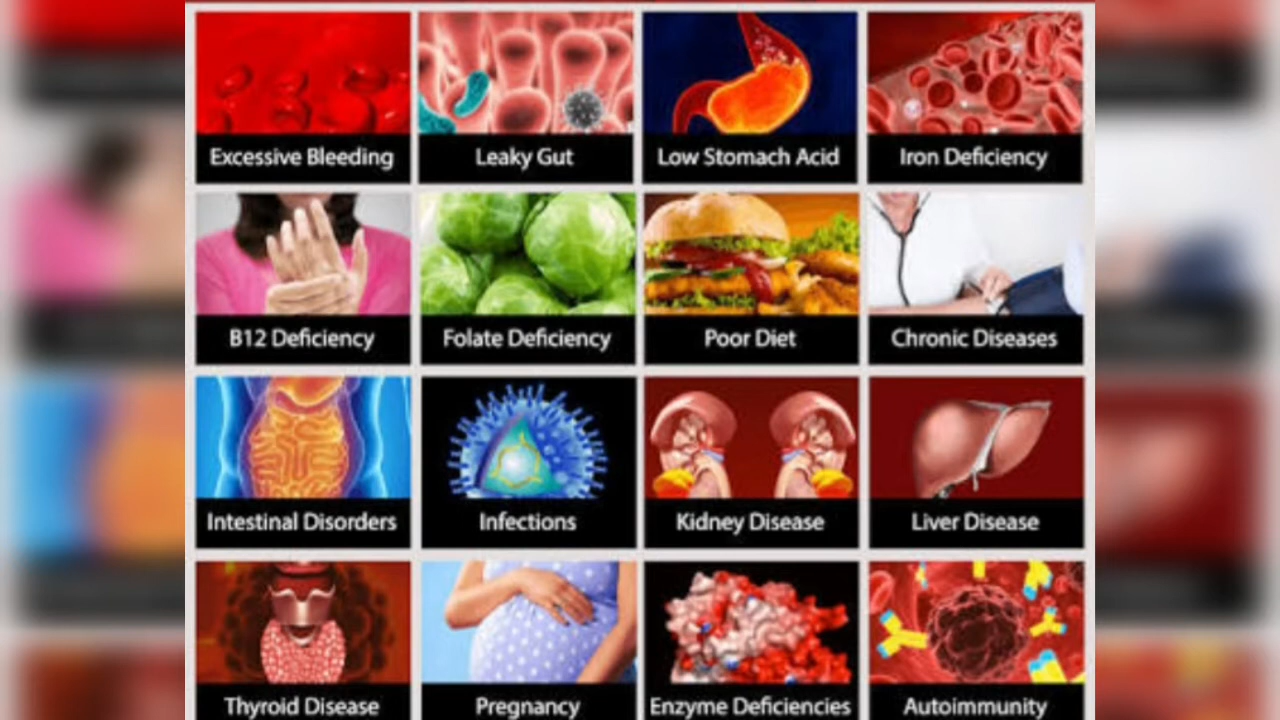 Excessive Bleeding
Leaky Gut
Low Stomach Acid
Iron Deficiency
B12 Deficiency
Folate Deficiency
Poor Diet
Chronic Diseases
Intestinal Disorders
Infections
Kidney Disease
Liver Disease
Thyroid Disease
Pregnancy
Enzyme Deficiencies
Autoimmunity